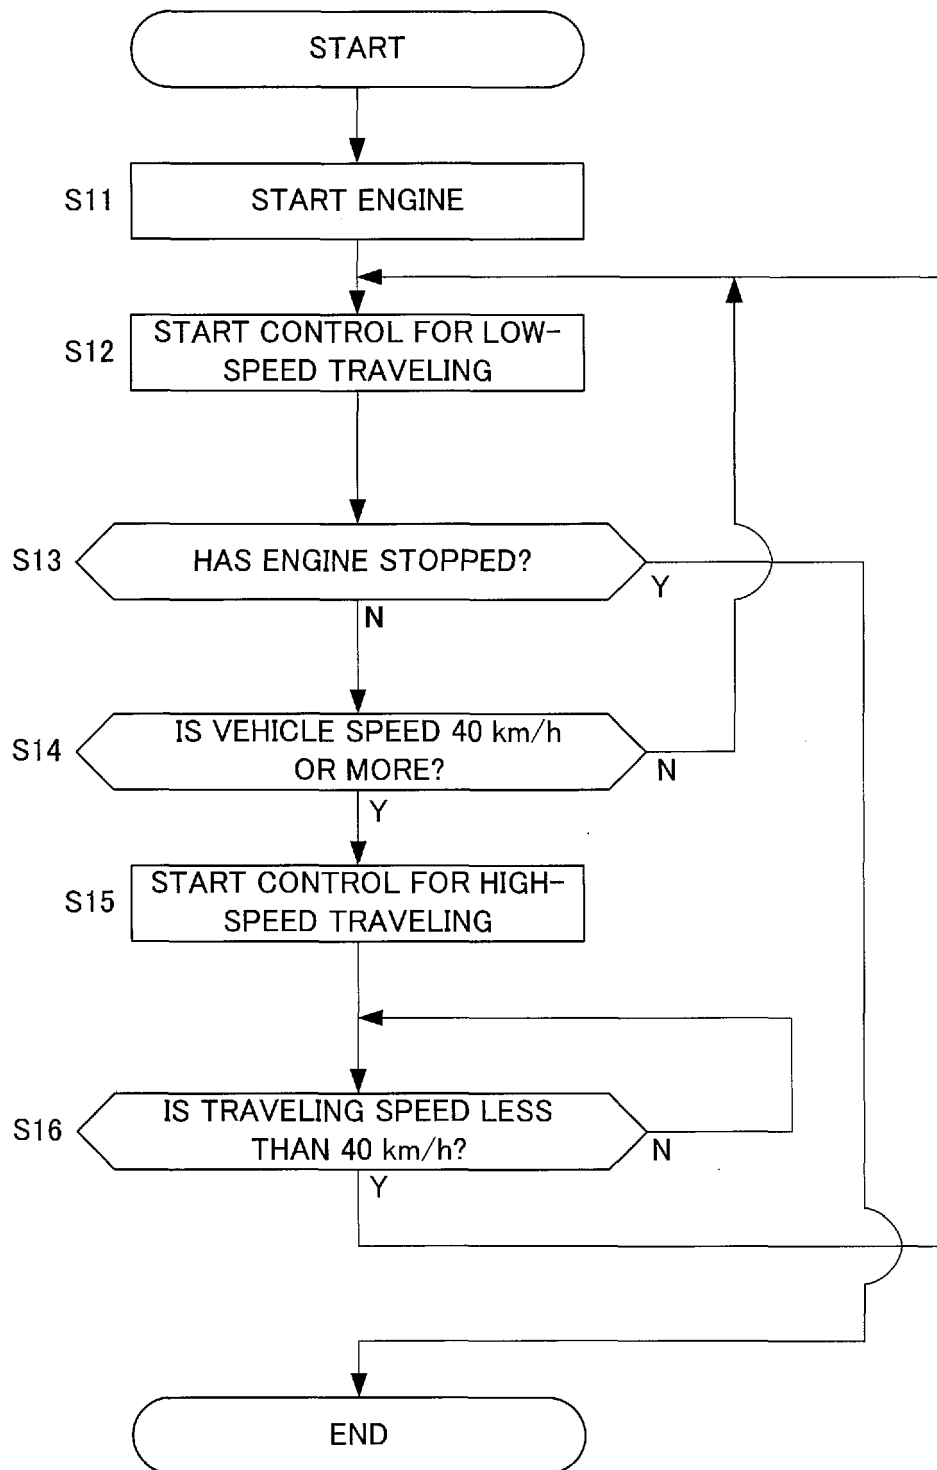 START
S11
START ENGINE
S12
START CONTROL FOR LOW-
SPEED TRAVELING
S13
HAS ENGINE STOPPED?
Y
N
S14
IS VEHICLE SPEED 40 km/h
OR MORE?
N
Y
S15
START CONTROL FOR HIGH-
SPEED TRAVELING
S16
IS TRAVELING SPEED LESS
THAN 40 km/h?
N
Y
END